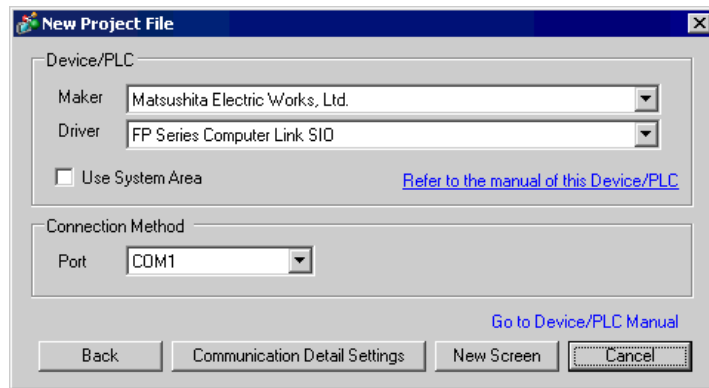 New Project File
Device/PLC
Maker Matsushita Electric Works, Ltd.
Driver FP Series Computer Link SIO
Use System Area Refer to the manual of this Device/PLC
Connection Method
Port COM1
Go to Device/PLC Manual
Back Communication Detail Settings New Screen Cancel